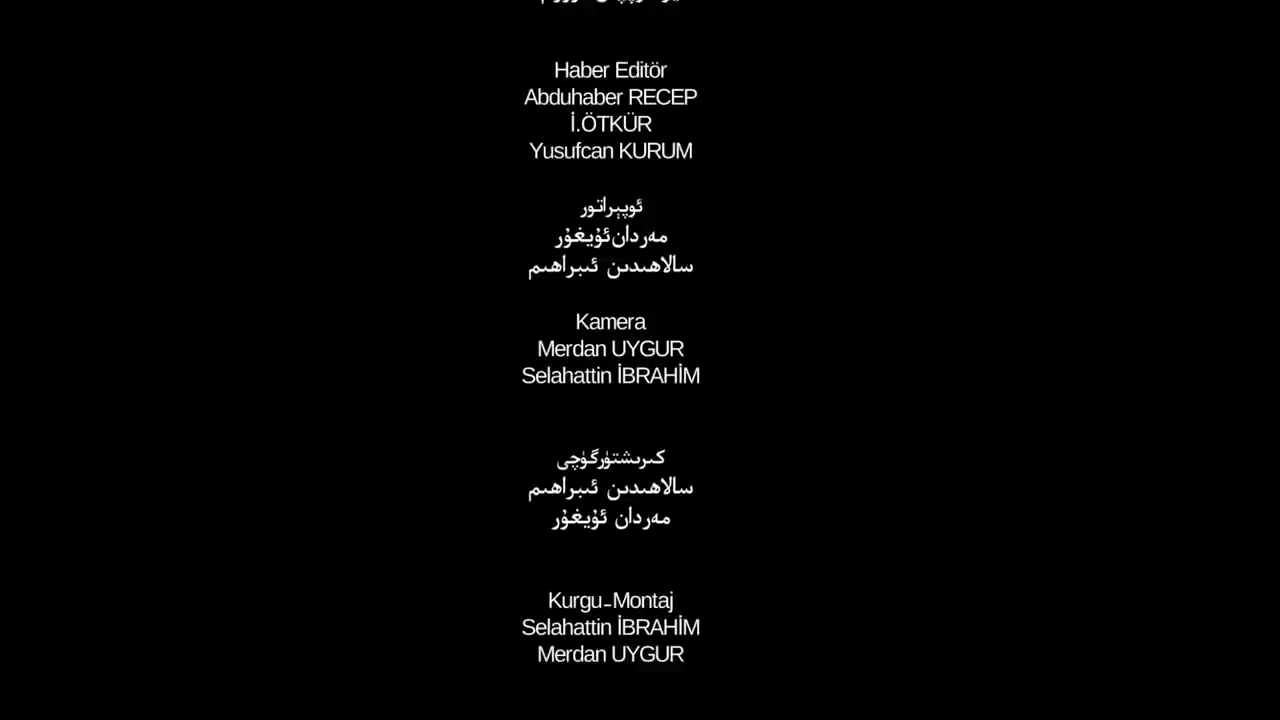 Haber Editör
Abduhaber RECEP
İ.ÖTKÜR
Yusufcan KURUM
ئوپېراتور
مەردان ئۇيغۇر
سالاھىدىن ئىبراھىم
Kamera
Merdan UYGUR
Selahattin İBRAHİM
كىرىشتۈرگۈچى
سالاھىدىن ئىبراھىم
مەردان ئۇيغۇر
Kurgu-Montaj
Selahattin İBRAHİM
Merdan UYGUR